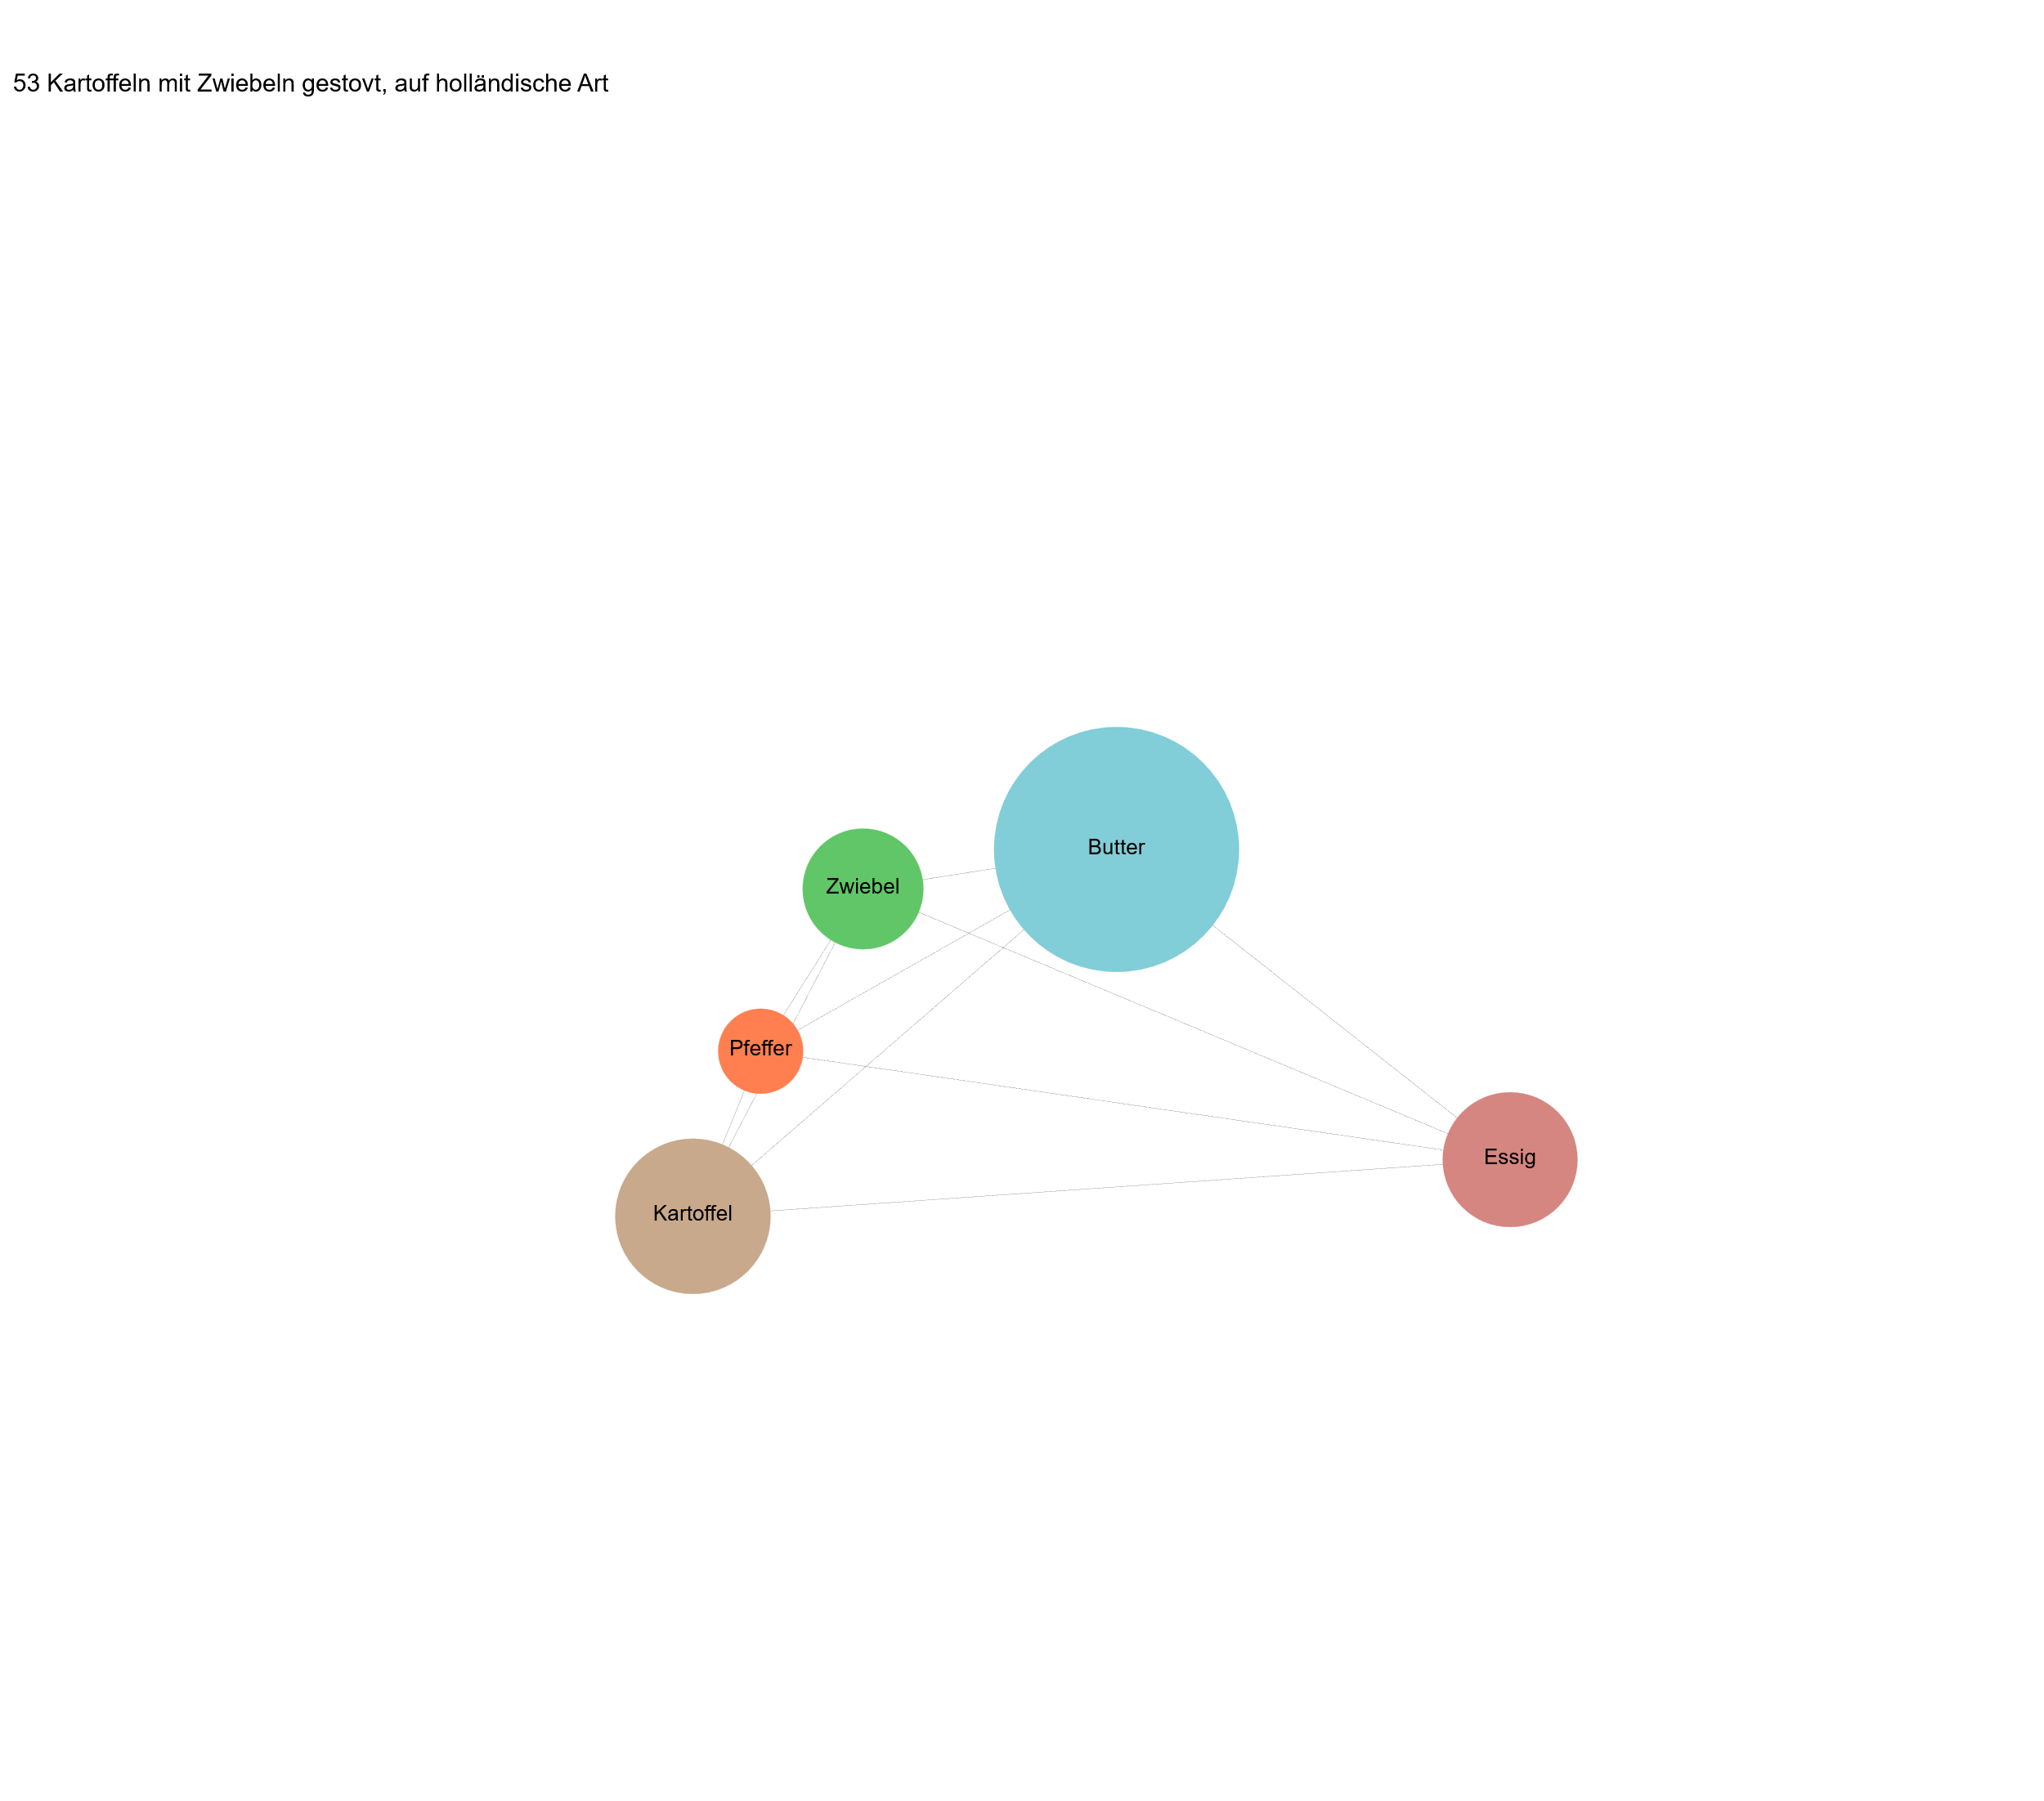 53 Kartoffeln mit Zwiebeln gestovt, auf holländische Art
Butter
Zwiebel
Pfeffer
Essig
Kartoffel